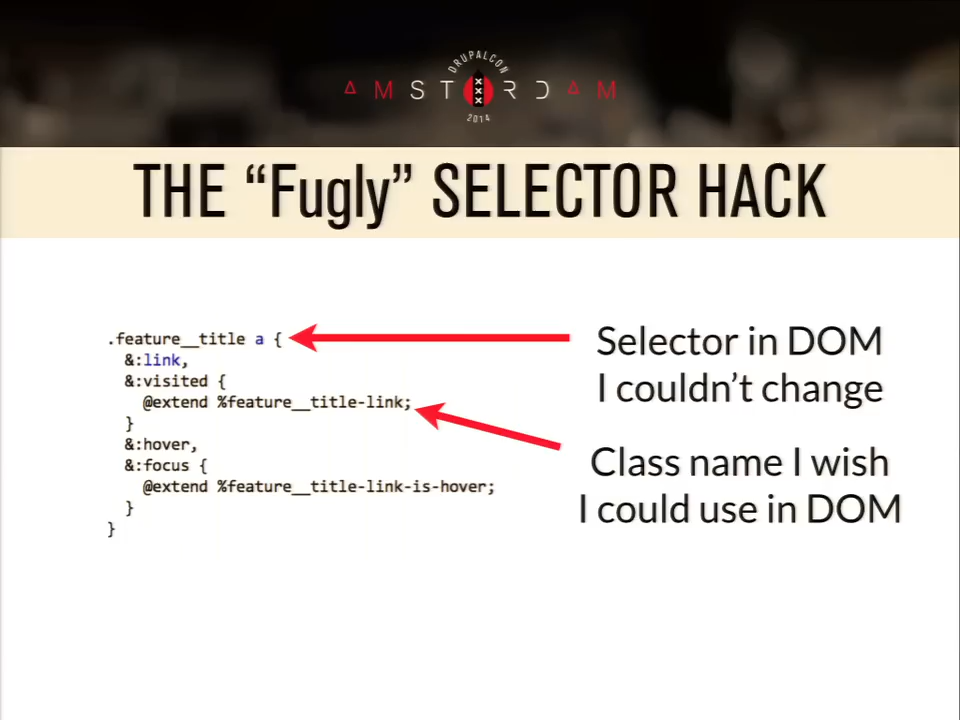 DRUPALCON
AMSTERDAM
2014
THE “Fugly” SELECTOR HACK
.feature__title a {
&:link,
&:visited {
@extend %feature__title-link;
}
&:hover,
&:focus {
@extend %feature__title-link-is-hover;
}
}
Selector in DOM
I couldn’t change
Class name I wish
I could use in DOM